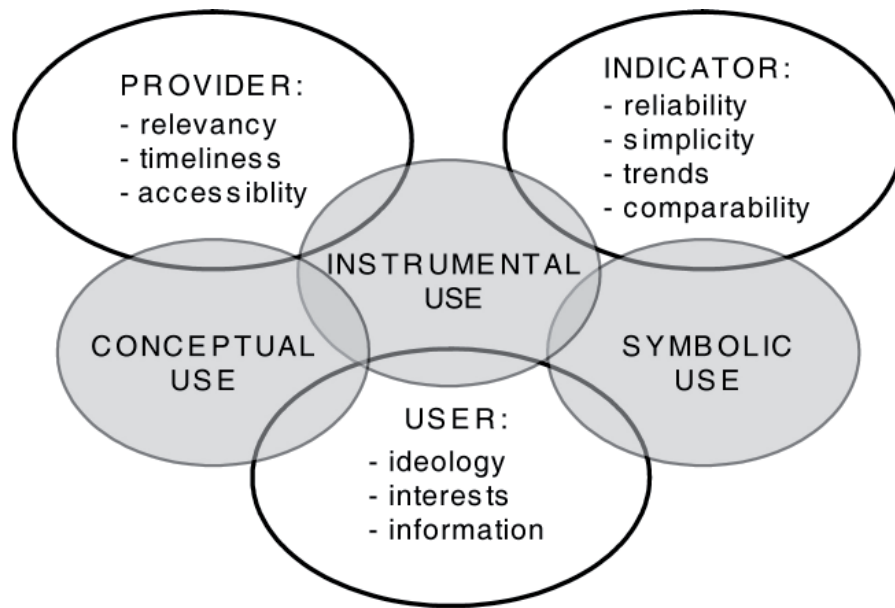 PROVIDER:
- relevancy
- timeliness
- accessiblity
INDICATOR:
- reliability
- simplicity
- trends
- comparability
INSTRUMENTAL
USE
CONCEPTUAL
USE
SYMBOLIC
USE
USER:
- ideology
- interests
- information